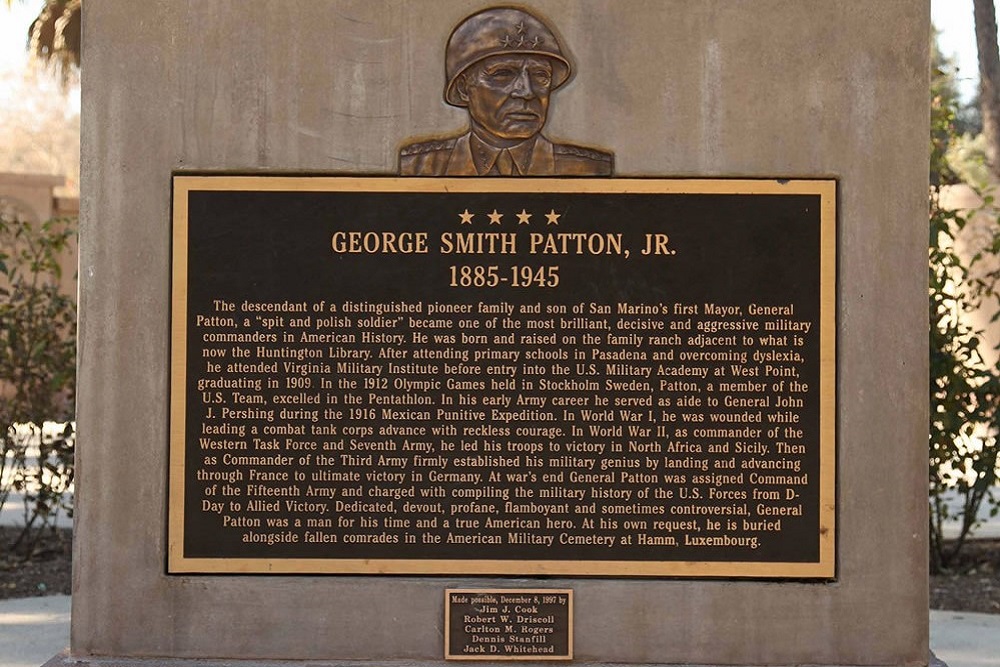 ★ ★ ★ ★
GEORGE SMITH PATTON, JR.
1885-1945
The descendant of a distinguished pioneer family and son of San Marino's first Mayor, General
Patton, a "spit and polish soldier" became one of the most brilliant, decisive and aggressive military
commanders in American History. He was born and raised on the family ranch adjacent to what is
now the Huntington Library. After attending primary schools in Pasadena and overcoming dyslexia,
he attended Virginia Military Institute before entry into the U.S. Military Academy at West Point,
graduating in 1909. In the 1912 Olympic Games held in Stockholm Sweden, Patton, a member of the
U.S. Team, excelled in the Pentathlon. In his early Army career he served as aide to General John
J. Pershing during the 1916 Mexican Punitive Expedition. In World War I, he was wounded while
leading a combat tank corps advance with reckless courage. In World War II, as commander of the
Western Task Force and Seventh Army, he led his troops to victory in North Africa and Sicily. Then
as Commander of the Third Army firmly established his military genius by landing and advancing
through France to ultimate victory in Germany. At war's end General Patton was assigned Command
of the Fifteenth Army and charged with compiling the military history of the U.S. Forces from D-
Day to Allied Victory. Dedicated, devout, profane, flamboyant and sometimes controversial, General
Patton was a man for his time and a true American hero. At his own request, he is buried
alongside fallen comrades in the American Military Cemetery at Hamm, Luxembourg.
Made possible, December 8, 1997 by
Jim J. Cook
Robert W. Driscoll
Carlton M. Rogers
Dennis Stanfill
Jack D. Whitehead